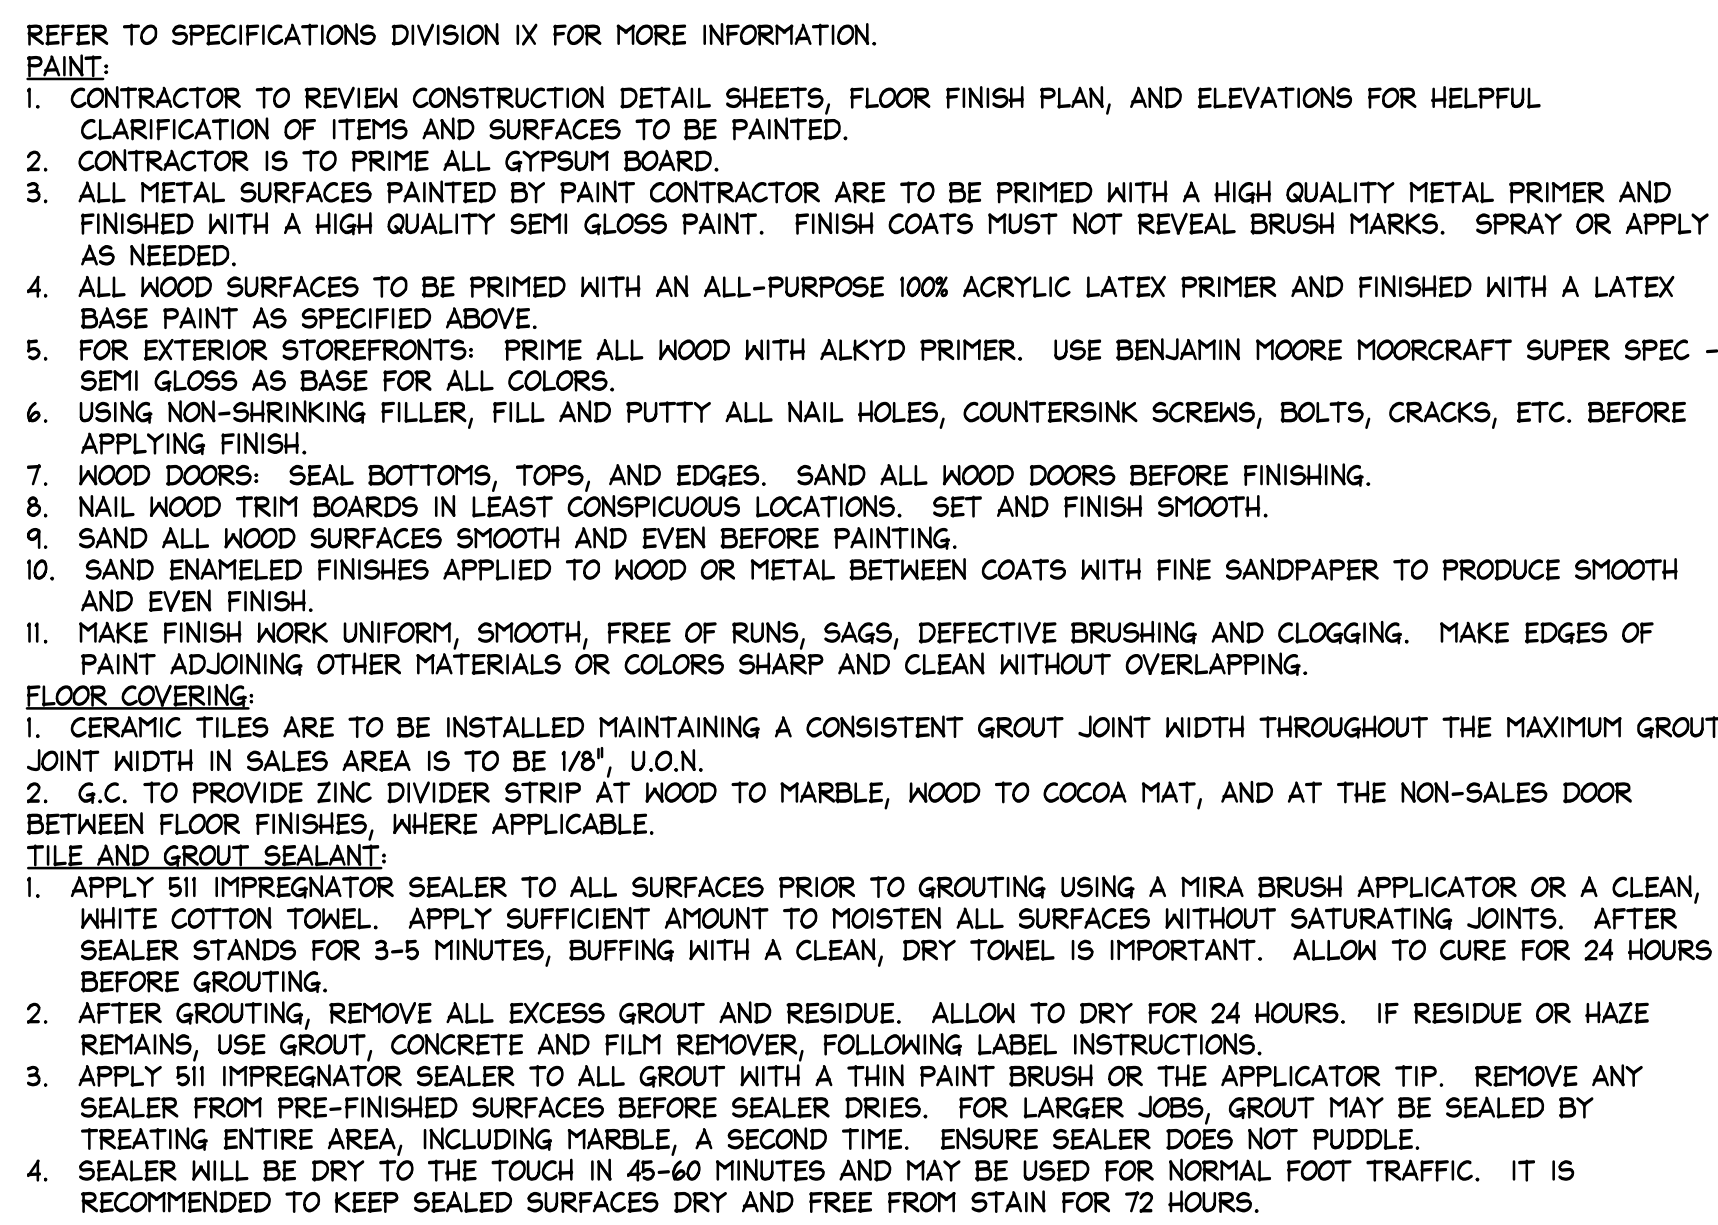 REFER TO SPECIFICATIONS DIVISION IX FOR MORE INFORMATION.
PAINT:
1. CONTRACTOR TO REVIEW CONSTRUCTION DETAIL SHEETS, FLOOR FINISH PLAN, AND ELEVATIONS FOR HELPFUL
CLARIFICATION OF ITEMS AND SURFACES TO BE PAINTED.
2. CONTRACTOR IS TO PRIME ALL GYPSUM BOARD.
3. ALL METAL SURFACES PAINTED BY PAINT CONTRACTOR ARE TO BE PRIMED WITH A HIGH QUALITY METAL PRIMER AND
FINISHED WITH A HIGH QUALITY SEMI GLOSS PAINT. FINISH COATS MUST NOT REVEAL BRUSH MARKS. SPRAY OR APPLY
AS NEEDED.
4. ALL WOOD SURFACES TO BE PRIMED WITH AN ALL-PURPOSE 100% ACRYLIC LATEX PRIMER AND FINISHED WITH A LATEX
BASE PAINT AS SPECIFIED ABOVE.
5. FOR EXTERIOR STOREFRONTS: PRIME ALL WOOD WITH ALKYD PRIMER. USE BENJAMIN MOORE MOORCRAFT SUPER SPEC -
SEMI GLOSS AS BASE FOR ALL COLORS.
6. USING NON-SHRINKING FILLER, FILL AND PUTTY ALL NAIL HOLES, COUNTERSINK SCREWS, BOLTS, CRACKS, ETC. BEFORE
APPLYING FINISH.
7. WOOD DOORS: SEAL BOTTOMS, TOPS, AND EDGES. SAND ALL WOOD DOORS BEFORE FINISHING.
8. NAIL WOOD TRIM BOARDS IN LEAST CONSPICUOUS LOCATIONS. SET AND FINISH SMOOTH.
9. SAND ALL WOOD SURFACES SMOOTH AND EVEN BEFORE PAINTING.
10. SAND ENAMELED FINISHES APPLIED TO WOOD OR METAL BETWEEN COATS WITH FINE SANDPAPER TO PRODUCE SMOOTH
AND EVEN FINISH.
11. MAKE FINISH WORK UNIFORM, SMOOTH, FREE OF RUNS, SAGS, DEFECTIVE BRUSHING AND CLOGGING. MAKE EDGES OF
PAINT ADJOINING OTHER MATERIALS OR COLORS SHARP AND CLEAN WITHOUT OVERLAPPING.
FLOOR COVERING:
1. CERAMIC TILES ARE TO BE INSTALLED MAINTAINING A CONSISTENT GROUT JOINT WIDTH THROUGHOUT THE MAXIMUM GROUT
JOINT WIDTH IN SALES AREA IS TO BE 1/8", U.O.N.
2. G.C. TO PROVIDE ZINC DIVIDER STRIP AT WOOD TO MARBLE, WOOD TO COCOA MAT, AND AT THE NON-SALES DOOR
BETWEEN FLOOR FINISHES, WHERE APPLICABLE.
TILE AND GROUT SEALANT:
1. APPLY 511 IMPREGNATOR SEALER TO ALL SURFACES PRIOR TO GROUTING USING A MIRA BRUSH APPLICATOR OR A CLEAN,
WHITE COTTON TOWEL. APPLY SUFFICIENT AMOUNT TO MOISTEN ALL SURFACES WITHOUT SATURATING JOINTS. AFTER
SEALER STANDS FOR 3-5 MINUTES, BUFFING WITH A CLEAN, DRY TOWEL IS IMPORTANT. ALLOW TO CURE FOR 24 HOURS
BEFORE GROUTING.
2. AFTER GROUTING, REMOVE ALL EXCESS GROUT AND RESIDUE. ALLOW TO DRY FOR 24 HOURS. IF RESIDUE OR HAZE
REMAINS, USE GROUT, CONCRETE AND FILM REMOVER, FOLLOWING LABEL INSTRUCTIONS.
3. APPLY 511 IMPREGNATOR SEALER TO ALL GROUT WITH A THIN PAINT BRUSH OR THE APPLICATOR TIP. REMOVE ANY
SEALER FROM PRE-FINISHED SURFACES BEFORE SEALER DRIES. FOR LARGER JOBS, GROUT MAY BE SEALED BY
TREATING ENTIRE AREA, INCLUDING MARBLE, A SECOND TIME. ENSURE SEALER DOES NOT PUDDLE.
4. SEALER WILL BE DRY TO THE TOUCH IN 45-60 MINUTES AND MAY BE USED FOR NORMAL FOOT TRAFFIC. IT IS
RECOMMENDED TO KEEP SEALED SURFACES DRY AND FREE FROM STAIN FOR 72 HOURS.